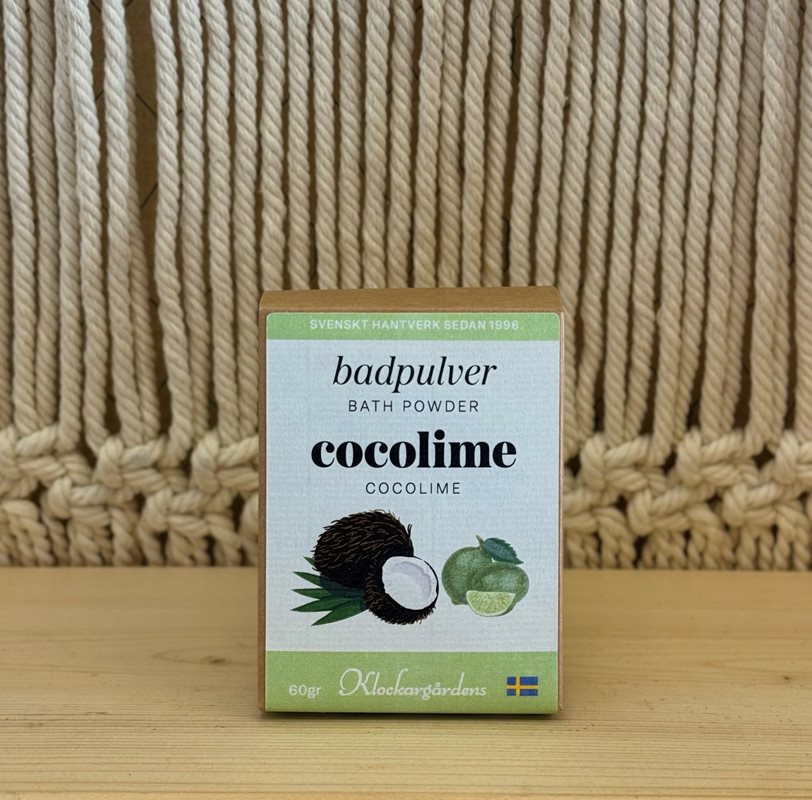 SVENSKT HANTVERK SEDAN 1996
badpulver
BATH POWDER
cocolime
COCOLIME
60gr Klockargårdens